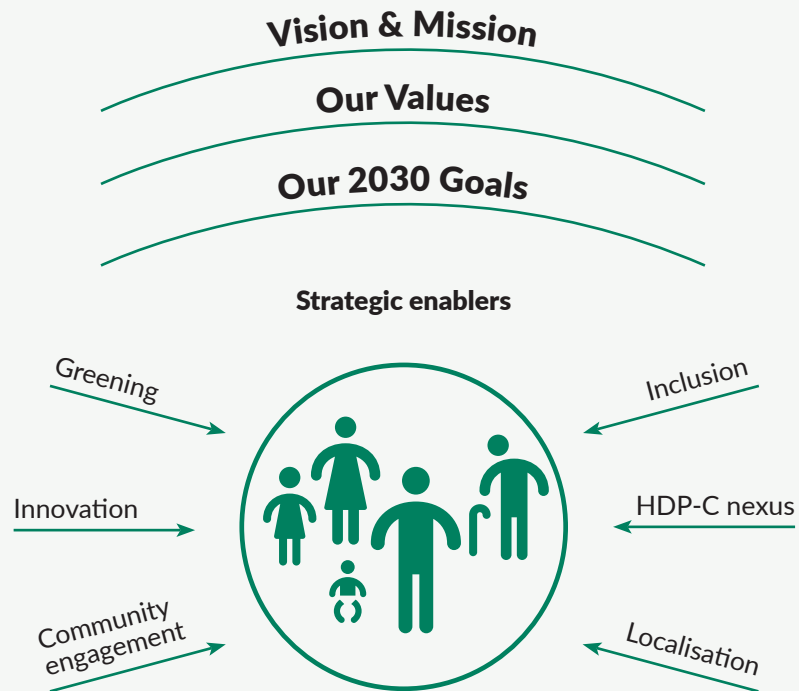 Vision & Mission
Our Values
Our 2030 Goals
Strategic enablers
Greening
Inclusion
Innovation
HDP-C nexus
Community
engagement
Localisation